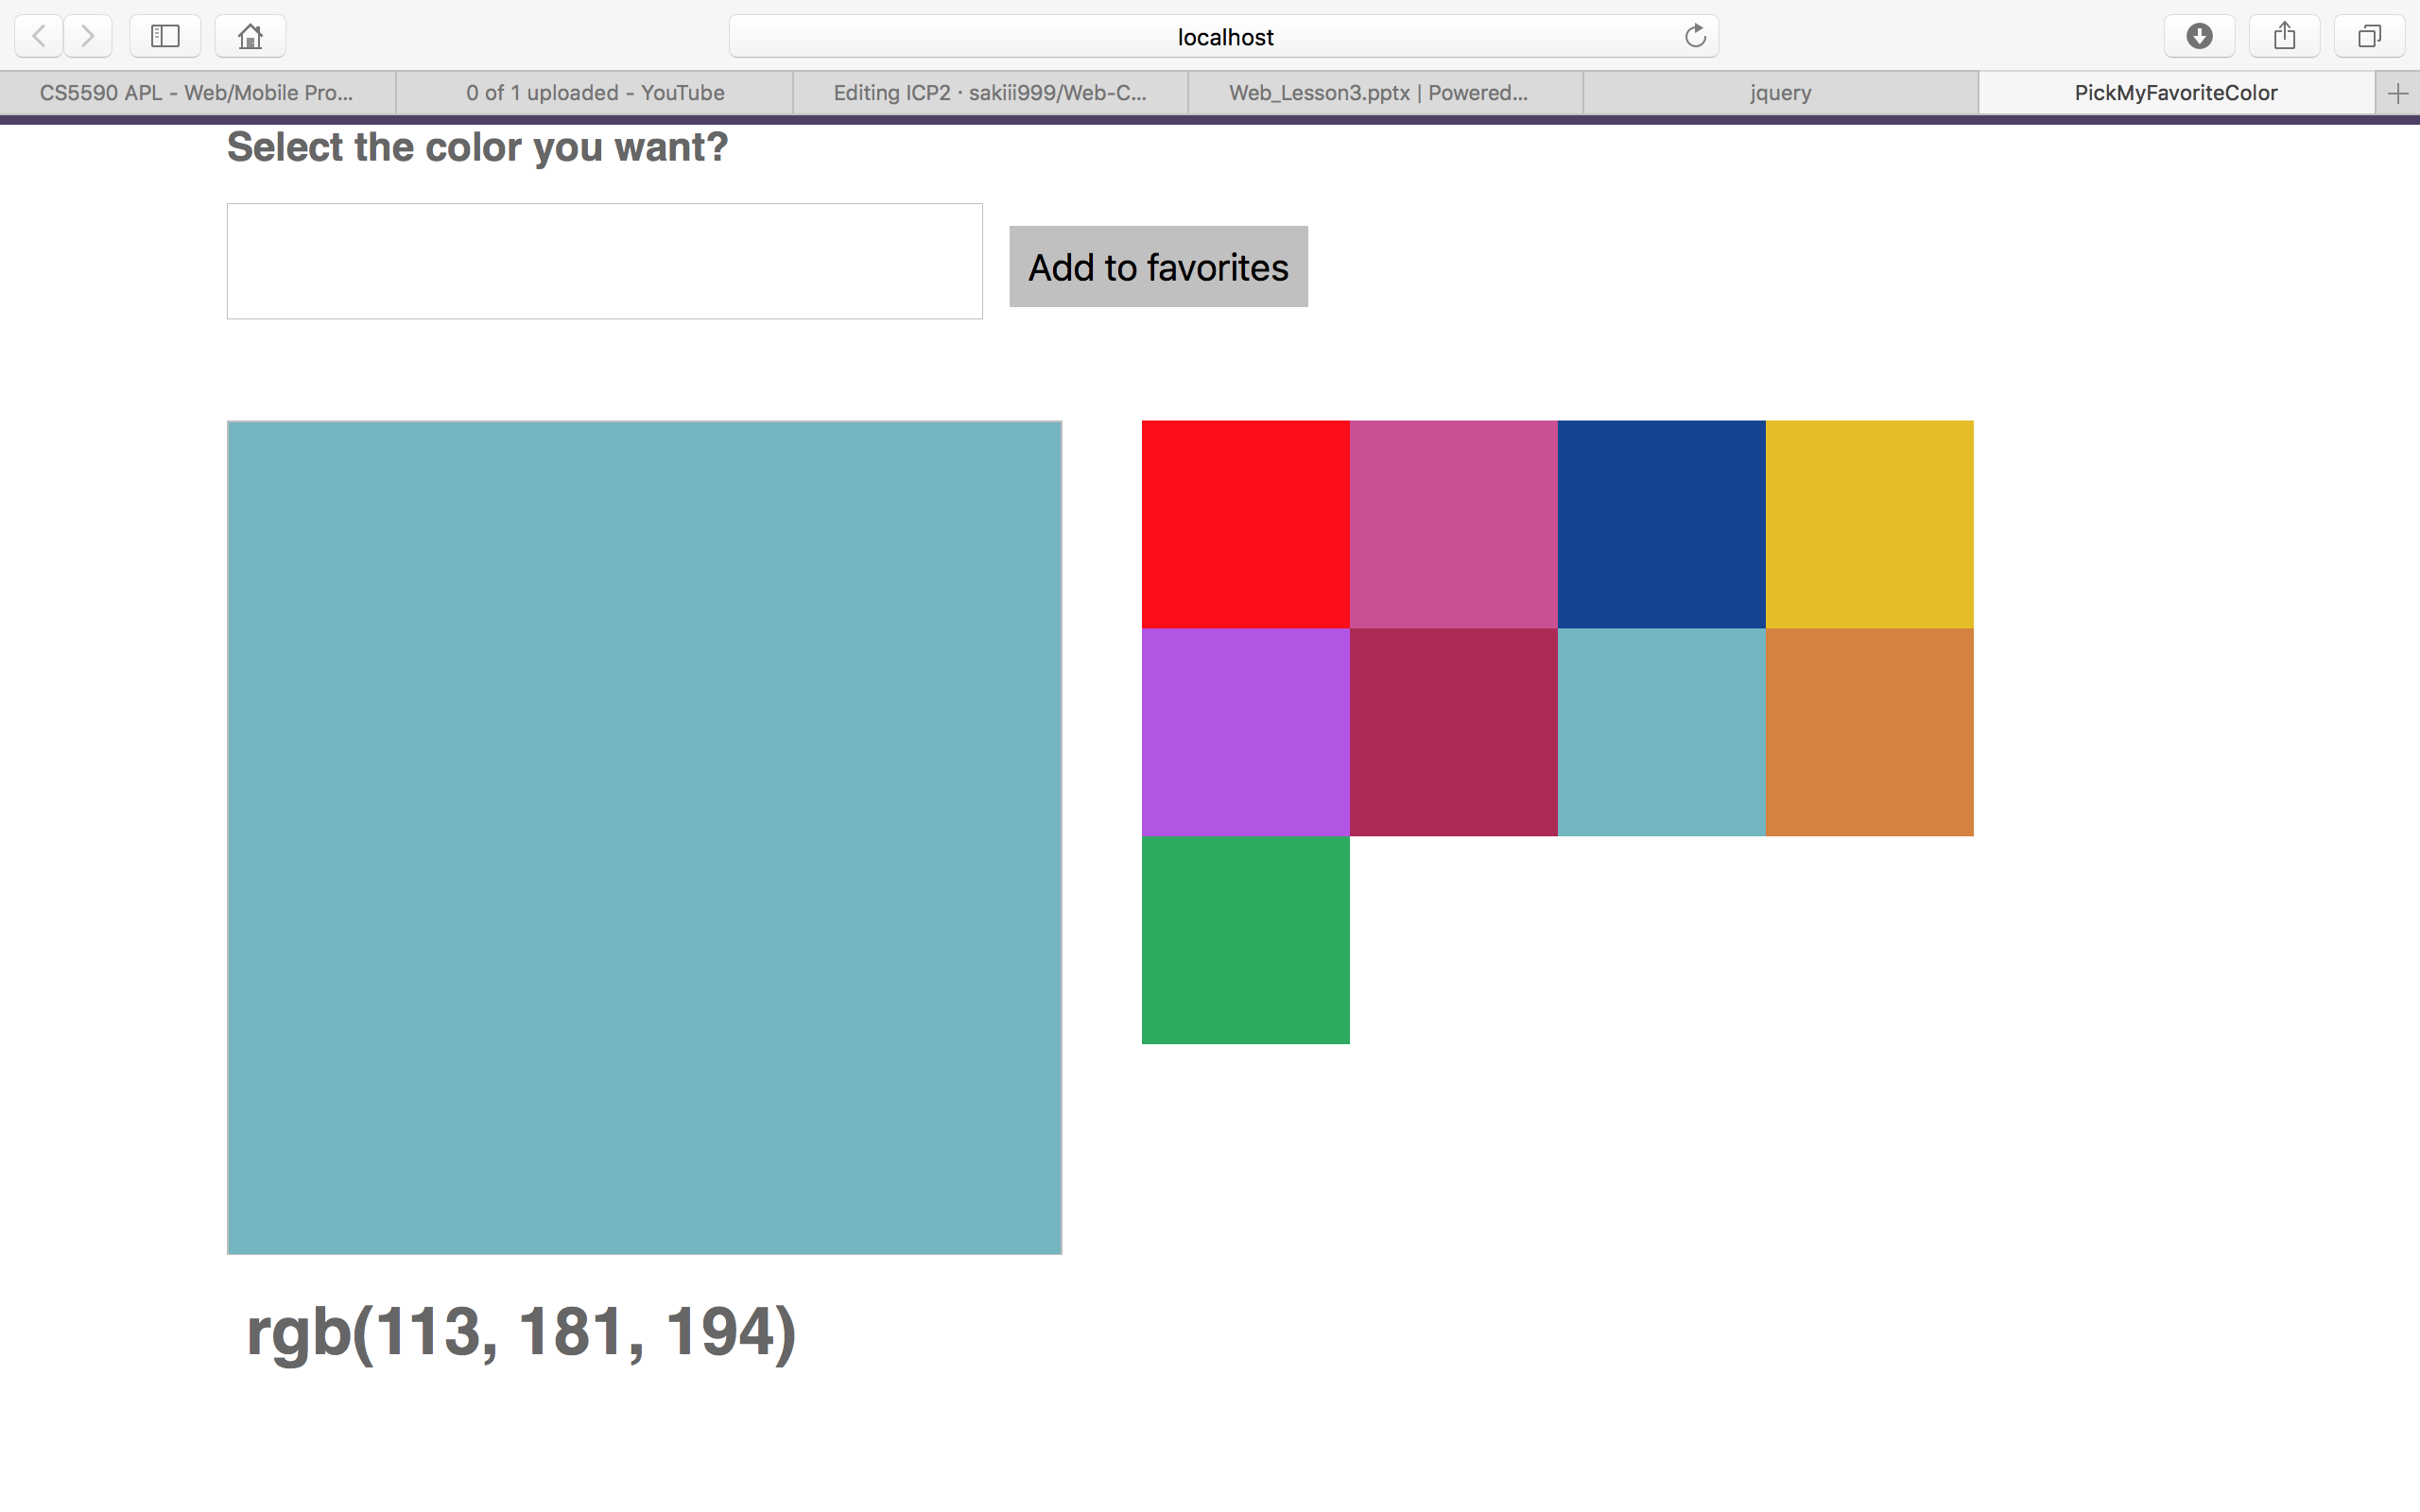 localhost
CS5590 APL - Web/Mobile Pro...
0 of 1 uploaded - YouTube
Editing ICP2 · sakiii999/Web-C...
Web_Lesson3.pptx | Powered...
jquery
PickMyFavoriteColor
Select the color you want?
Add to favorites
rgb(113, 181, 194)